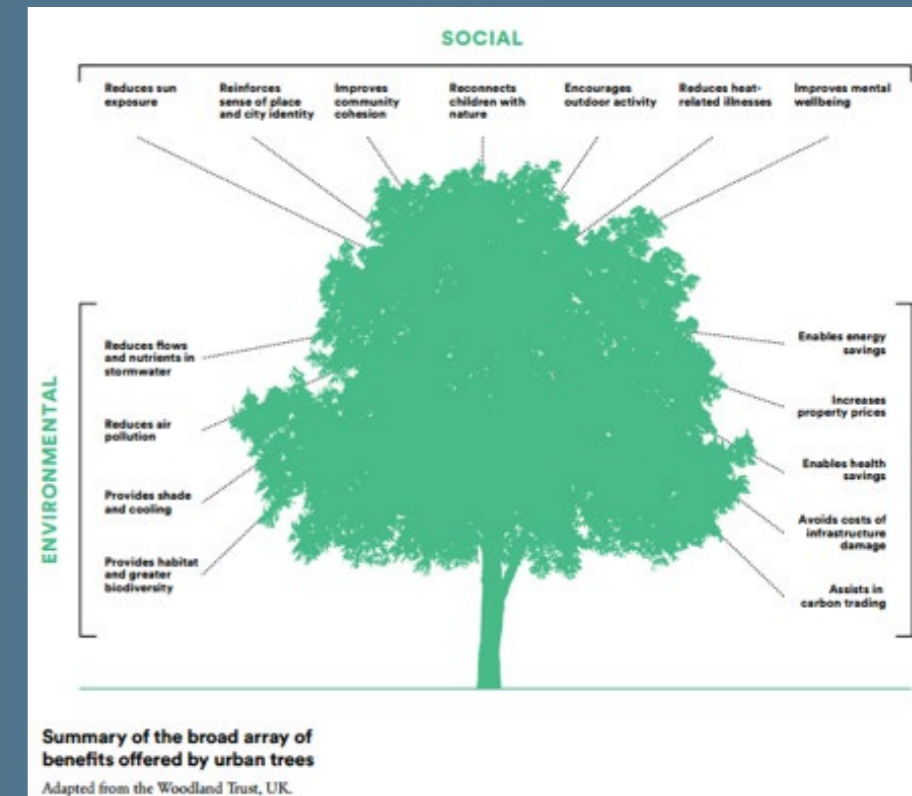 SOCIAL
Reduces sun
exposure
Reinforces
sense of place
and city identity
Improves
community
cohesion
Reconnects
children with
nature
Encourages
outdoor activity
Reduces heat-
related illnesses
Improves mental
wellbeing
ENVIRONMENTAL
Reduces flows
and nutrients in
stormwater
Reduces air
pollution
Provides shade
and cooling
Provides habitat
and greater
biodiversity
Enables energy
savings
Increases
property prices
Enables health
savings
Avoids costs of
infrastructure
damage
Assists in
carbon trading
Summary of the broad array of
benefits offered by urban trees
Adapted from the Woodland Trust, UK.